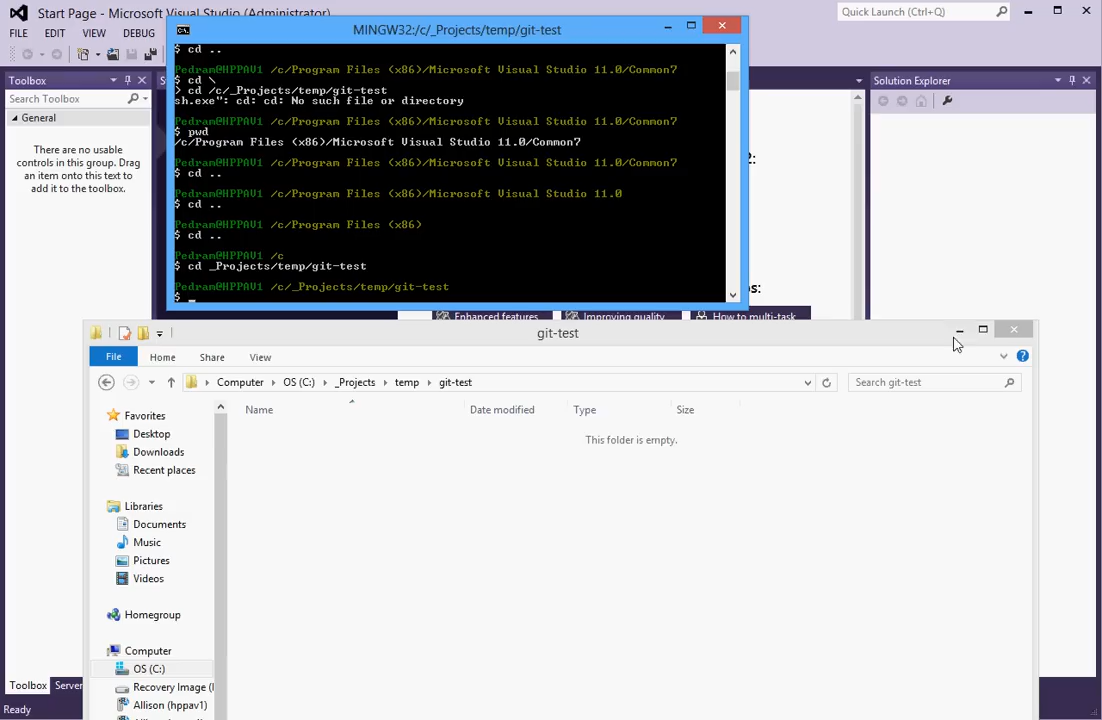 Start Page - Microsoft Visual Studio (Administrator)
Quick Launch (Ctrl+Q)
FILE EDIT VIEW DEBUG
MINGW32:/c/_Projects/temp/git-test
$ cd ..
Pedram@HPPAV1 /c/Program Files (x86)/Microsoft Visual Studio 11.0/Common7
$ cd \
> cd /c/_Projects/temp/git-test
sh.exe": cd: cd: No such file or directory
Pedram@HPPAV1 /c/Program Files (x86)/Microsoft Visual Studio 11.0/Common7
$ pwd
/c/Program Files (x86)/Microsoft Visual Studio 11.0/Common7
Pedram@HPPAV1 /c/Program Files (x86)/Microsoft Visual Studio 11.0/Common7
$ cd ..
Pedram@HPPAV1 /c/Program Files (x86)/Microsoft Visual Studio 11.0
$ cd ..
Pedram@HPPAV1 /c/Program Files (x86)
$ cd ..
Pedram@HPPAV1 /c
$ cd _Projects/temp/git-test
Pedram@HPPAV1 /c/_Projects/temp/git-test
$ _
Toolbox
Search Toolbox
General
There are no usable
controls in this group. Drag
an item onto this text to
add it to the toolbox.
Solution Explorer
2:
os:
Enhanced features Improving quality How to multi-task
git-test
File Home Share View
Computer OS (C:) _Projects temp git-test
Search git-test
Name Date modified Type Size
This folder is empty.
Favorites
Desktop
Downloads
Recent places
Libraries
Documents
Music
Pictures
Videos
Homegroup
Computer
OS (C:)
Recovery Image (
Allison (hppav1)
Toolbox Server
Ready